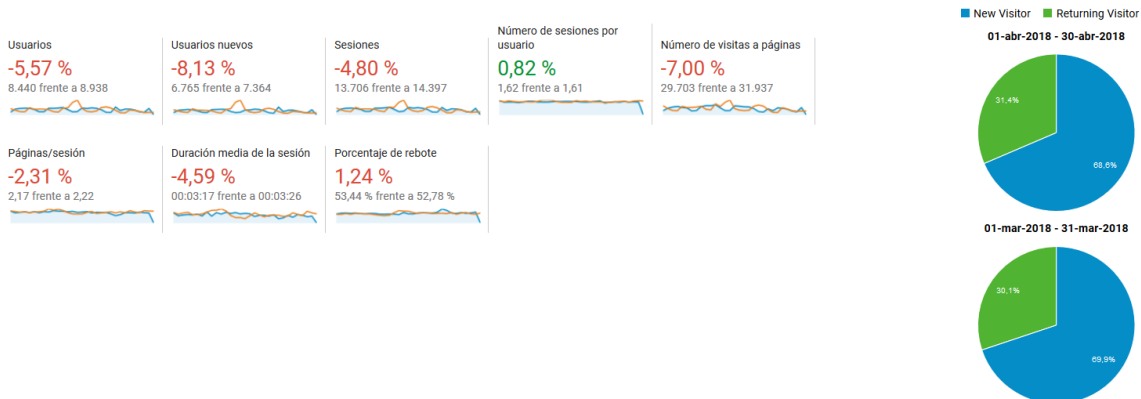 Usuarios
-5,57 %
8.440 frente a 8.938
Usuarios nuevos
-8,13 %
6.765 frente a 7.364
Sesiones
-4,80 %
13.706 frente a 14.397
Número de sesiones por
usuario
0,82 %
1,62 frente a 1,61
Número de visitas a páginas
-7,00 %
29.703 frente a 31.937
Páginas/sesión
-2,31 %
2,17 frente a 2,22
Duración media de la sesión
-4,59 %
00:03:17 frente a 00:03:26
Porcentaje de rebote
1,24 %
53,44 % frente a 52,78 %
New Visitor
Returning Visitor
01-abr-2018 - 30-abr-2018
31,4%
68,6%
01-mar-2018 - 31-mar-2018
30,1%
69,9%